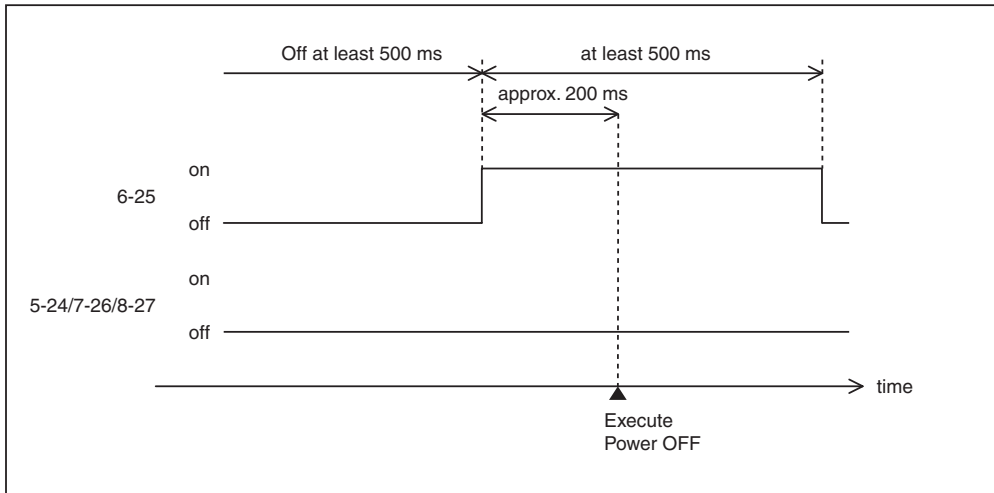 Off at least 500 ms
at least 500 ms
approx. 200 ms
on
6-25
off
on
5-24/7-26/8-27
off
time
Execute
Power OFF